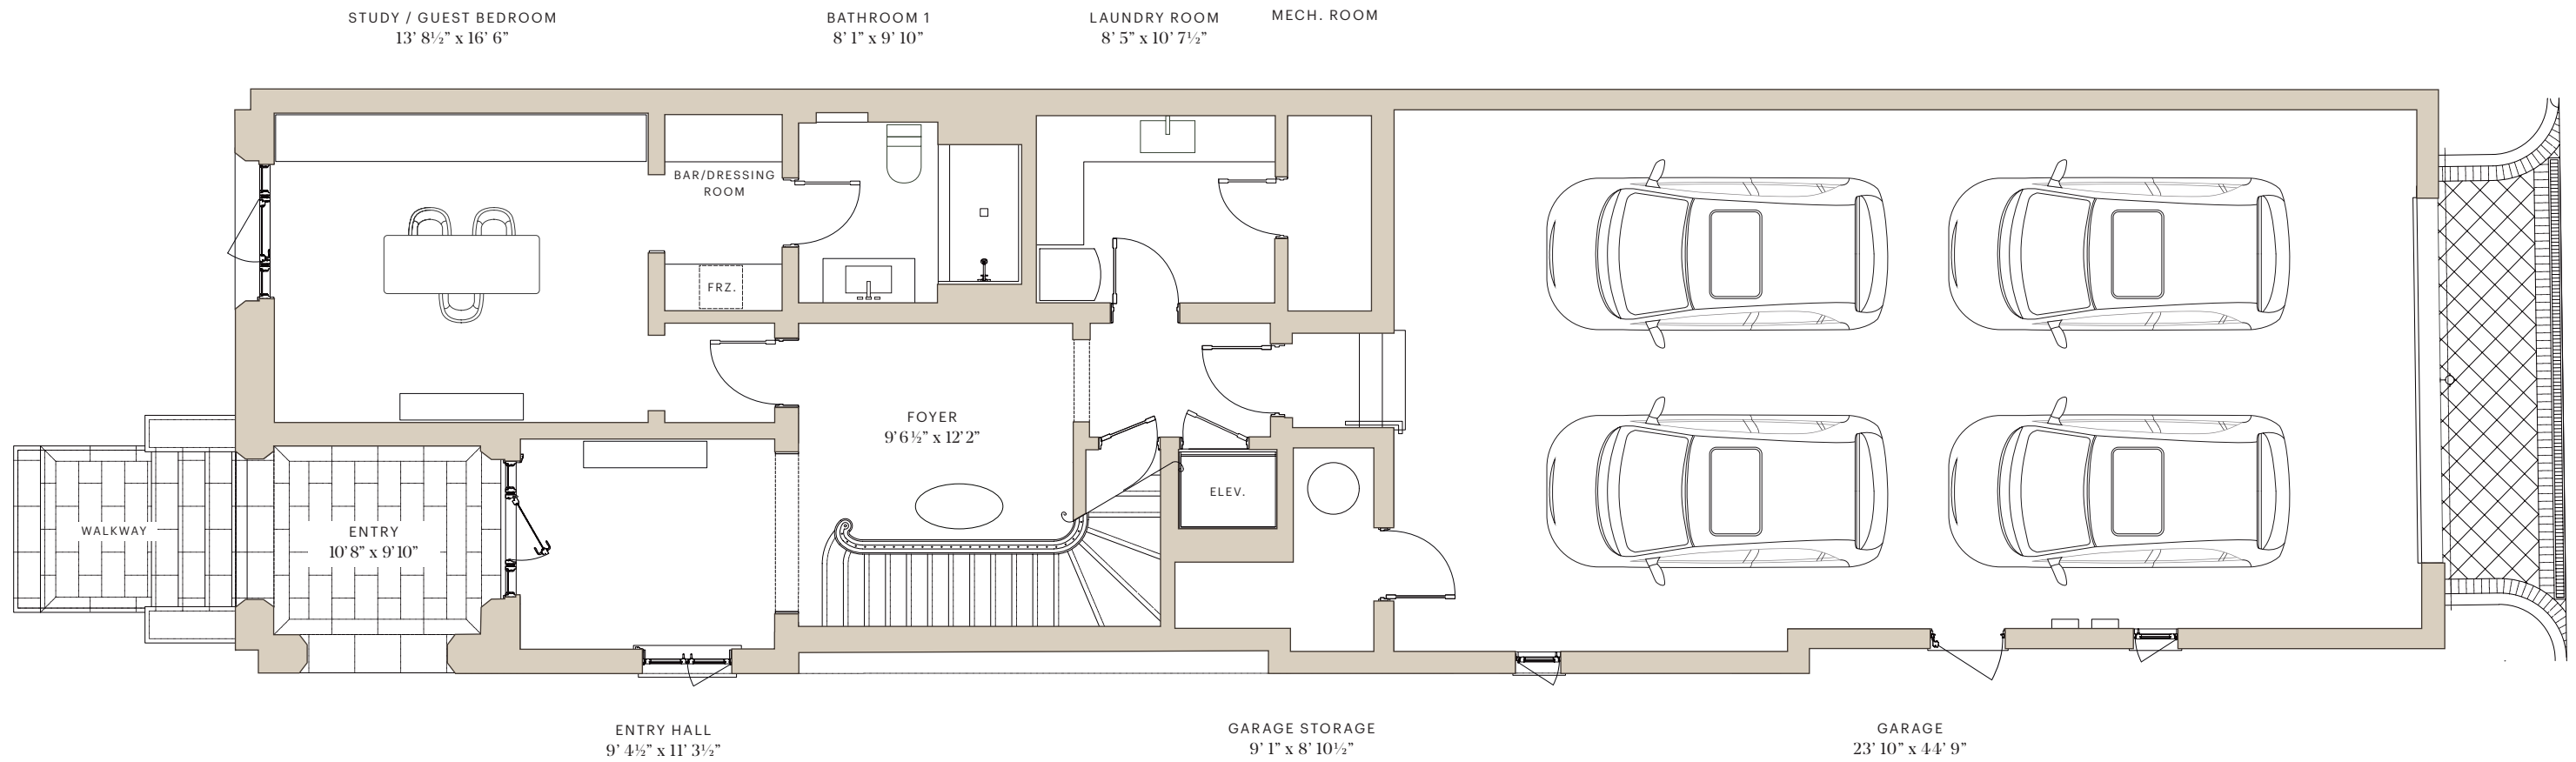 STUDY / GUEST BEDROOM
13’ 8½” x 16’ 6”
BATHROOM 1
8’ 1” x 9’ 10”
LAUNDRY ROOM
8’ 5” x 10’ 7½”
MECH. ROOM
BAR/DRESSING
ROOM
FRZ.
FOYER
9’ 6 ½” x 12’ 2”
ELEV.
WALKWAY
ENTRY
10’ 8” x 9’ 10”
ENTRY HALL
9’ 4½” x 11’ 3½”
GARAGE STORAGE
9’ 1” x 8’ 10½”
GARAGE
23’ 10” x 44’ 9”